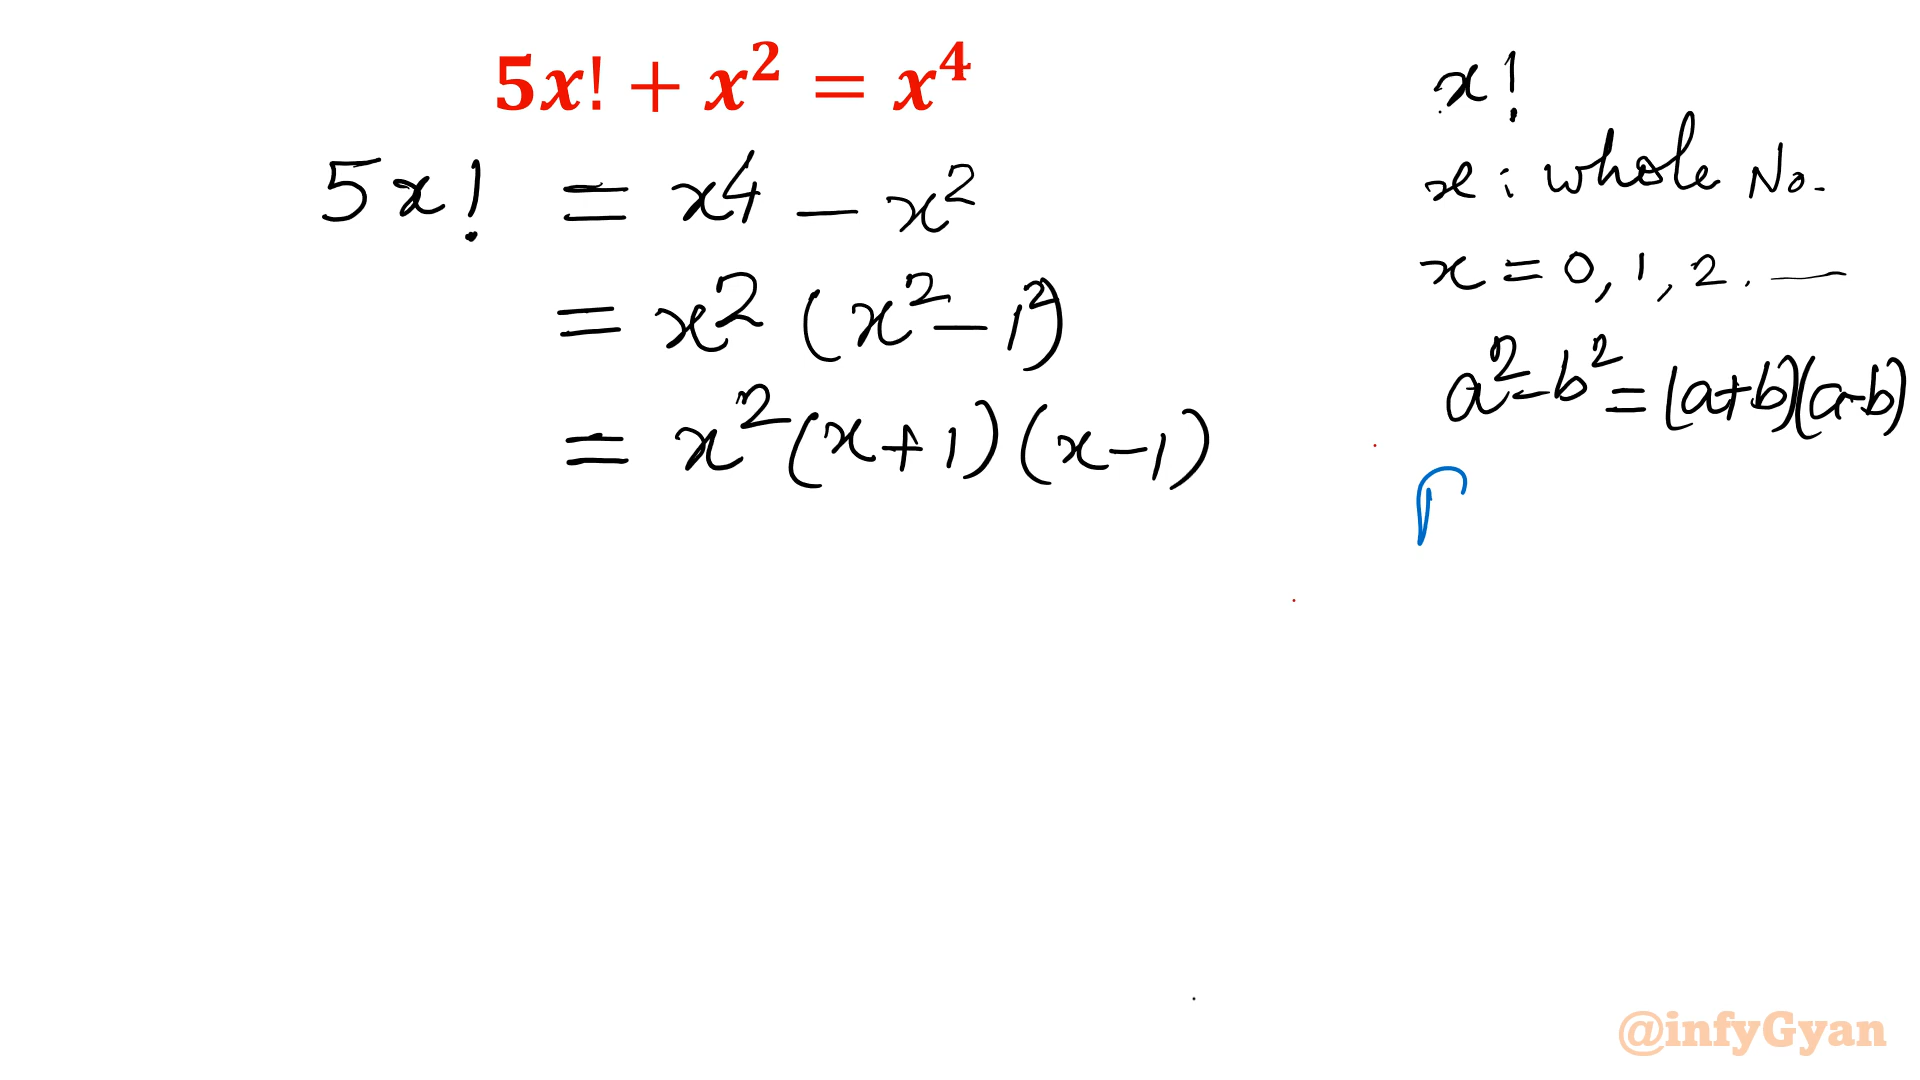 5x! + x² = x⁴
5x! = x⁴ − x²
= x² (x² − 1²)
= x² (x+1) (x−1)
x!
x : whole No.
x = 0, 1, 2. —
a² − b² = (a+b)(a−b)
@infyGyan